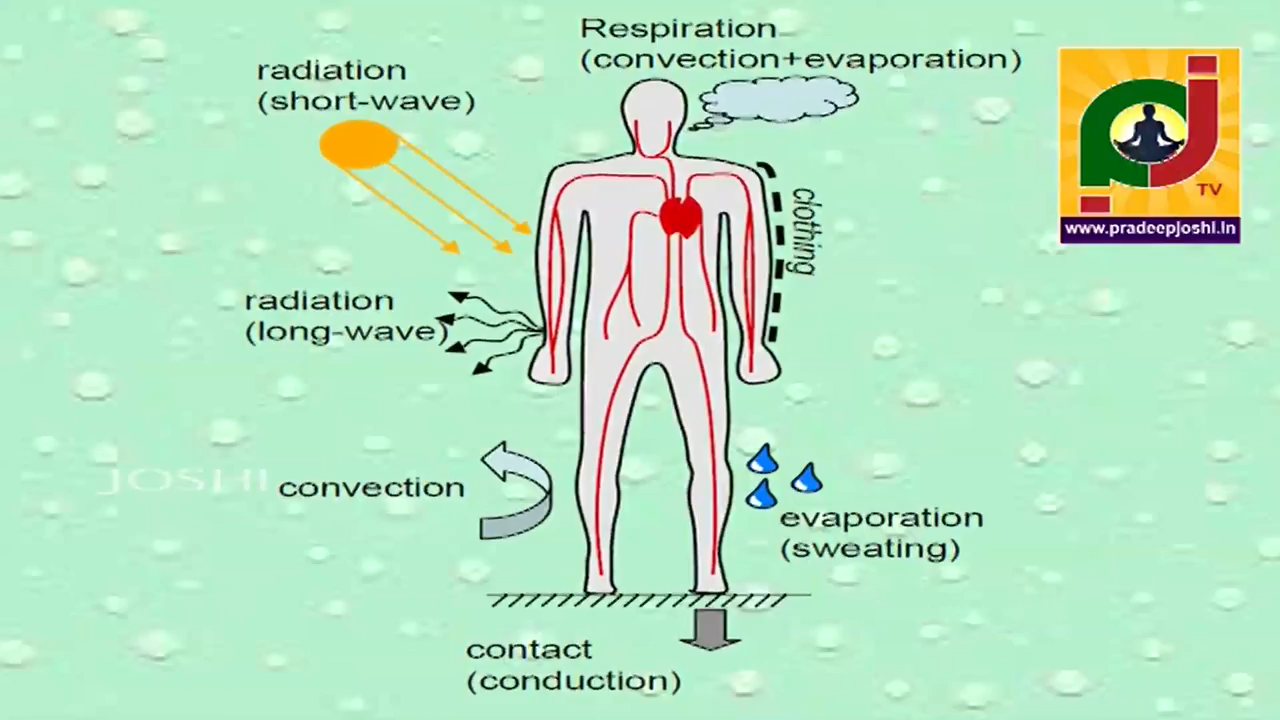 Respiration
(convection+evaporation)
radiation
(short-wave)
clothing
TV
www.pradeepjoshi.in
radiation
(long-wave)
JOSHI
convection
evaporation
(sweating)
contact
(conduction)